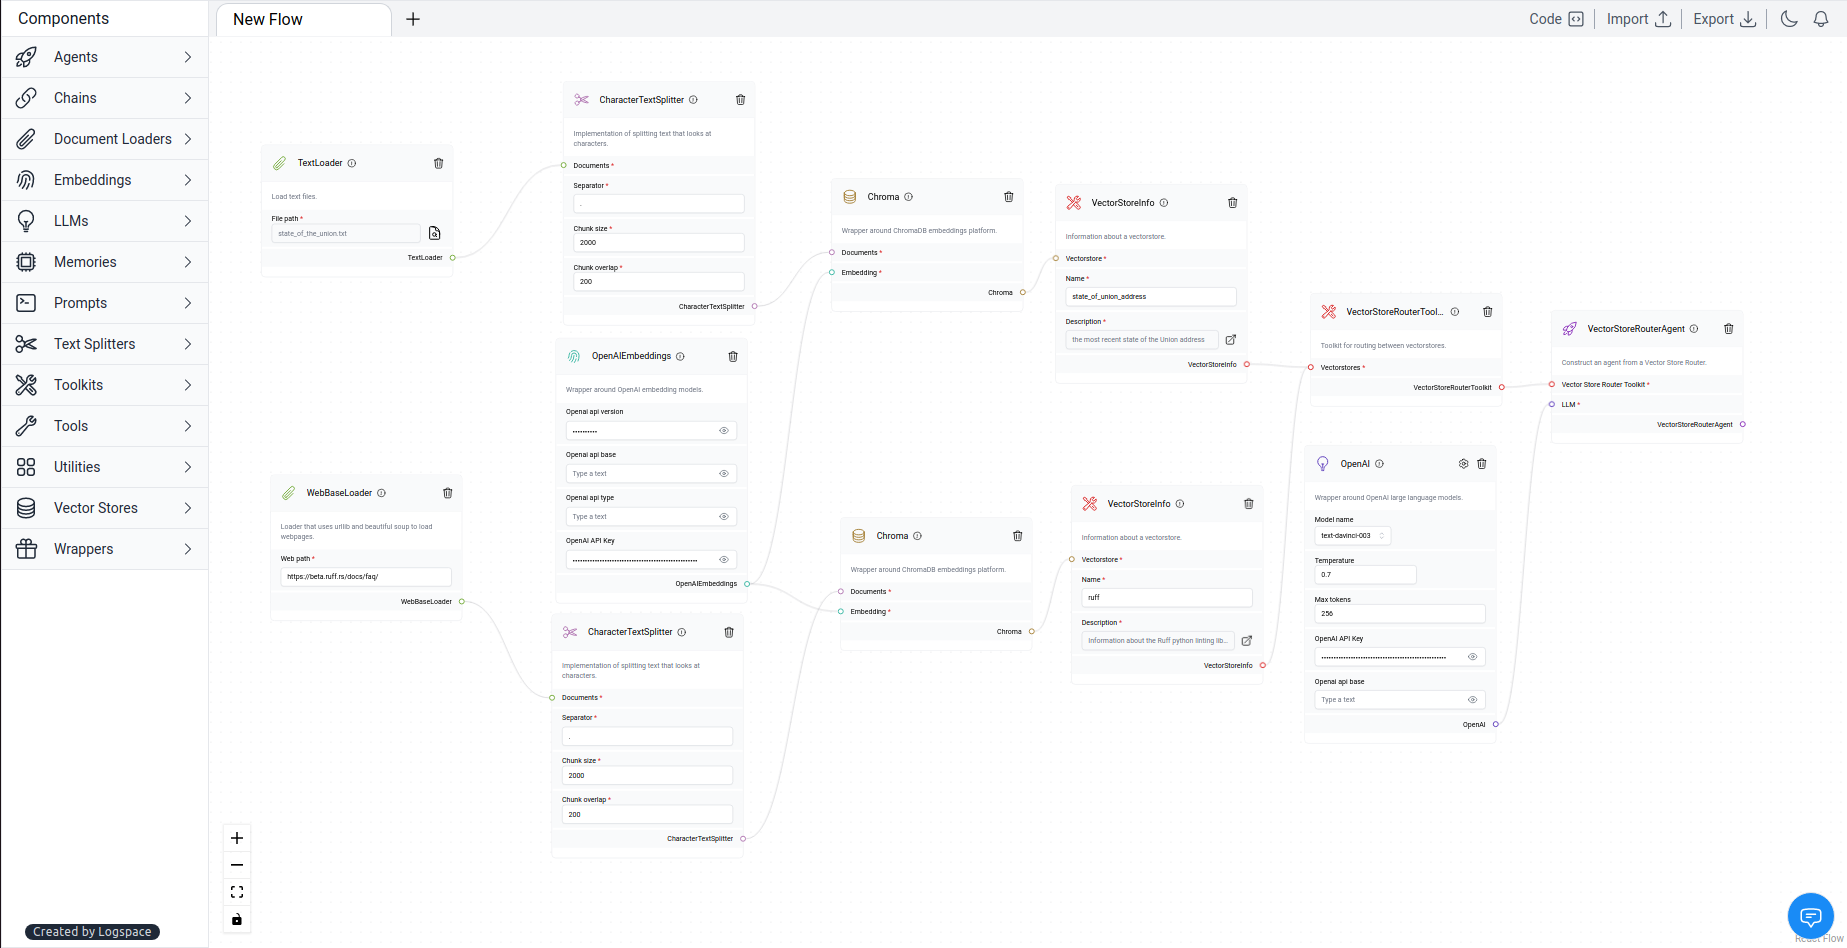 Components
New Flow
Code
Import
Export
Agents
Chains
Document Loaders
Embeddings
LLMs
Memories
Prompts
Text Splitters
Toolkits
Tools
Utilities
Vector Stores
Wrappers
Created by Logspace
TextLoader
Load text files.
File path *
state_of_the_union.txt
TextLoader
WebBaseLoader
Loader that uses urllib and beautiful soup to load
webpages.
Web path *
https://beta.ruff.rs/docs/faq/
WebBaseLoader
CharacterTextSplitter
Implementation of splitting text that looks at
characters.
Documents *
Separator *
.
Chunk size *
2000
Chunk overlap *
200
CharacterTextSplitter
OpenAIEmbeddings
Wrapper around OpenAI embedding models.
Openai api version
••••••••••
Openai api base
Type a text
Openai api type
Type a text
OpenAI API Key
OpenAIEmbeddings
CharacterTextSplitter
Implementation of splitting text that looks at
characters.
Documents *
Separator *
.
Chunk size *
2000
Chunk overlap *
200
CharacterTextSplitter
Chroma
Wrapper around ChromaDB embeddings platform.
Documents *
Embedding *
Chroma
Chroma
Wrapper around ChromaDB embeddings platform.
Documents *
Embedding *
Chroma
VectorStoreInfo
Information about a vectorstore.
Vectorstore *
Name *
state_of_union_address
Description *
the most recent state of the Union address
VectorStoreInfo
VectorStoreInfo
Information about a vectorstore.
Vectorstore *
Name *
ruff
Description *
Information about the Ruff python linting lib...
VectorStoreInfo
VectorStoreRouterTool...
Toolkit for routing between vectorstores.
Vectorstores *
VectorStoreRouterToolkit
OpenAI
Wrapper around OpenAI large language models.
Model name
text-davinci-003
Temperature
0.7
Max tokens
256
OpenAI API Key
Openai api base
Type a text
OpenAI
VectorStoreRouterAgent
Construct an agent from a Vector Store Router.
Vector Store Router Toolkit *
LLM *
VectorStoreRouterAgent
React Flow